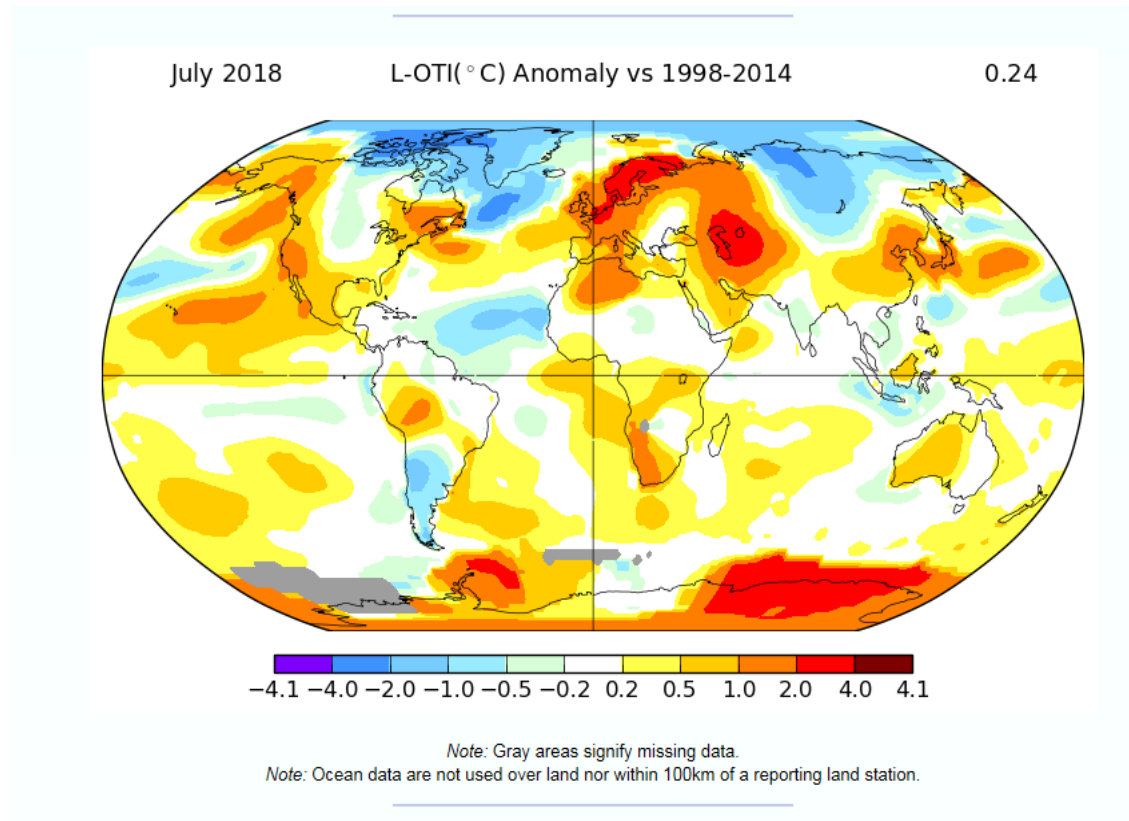 July 2018 L-OTI(°C) Anomaly vs 1998-2014 0.24
−4.1 −4.0 −2.0 −1.0 −0.5 −0.2 0.2 0.5 1.0 2.0 4.0 4.1
Note: Gray areas signify missing data.
Note: Ocean data are not used over land nor within 100km of a reporting land station.